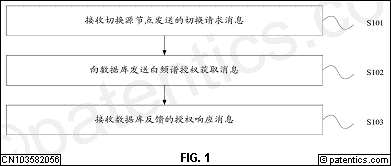 接收切换源节点发送的切换请求消息
S101
向数据库发送白频谱授权获取消息
S102
接收数据库反馈的授权响应消息
S103
CN103582056
FIG. 1
© patentics.com
©patentics.com